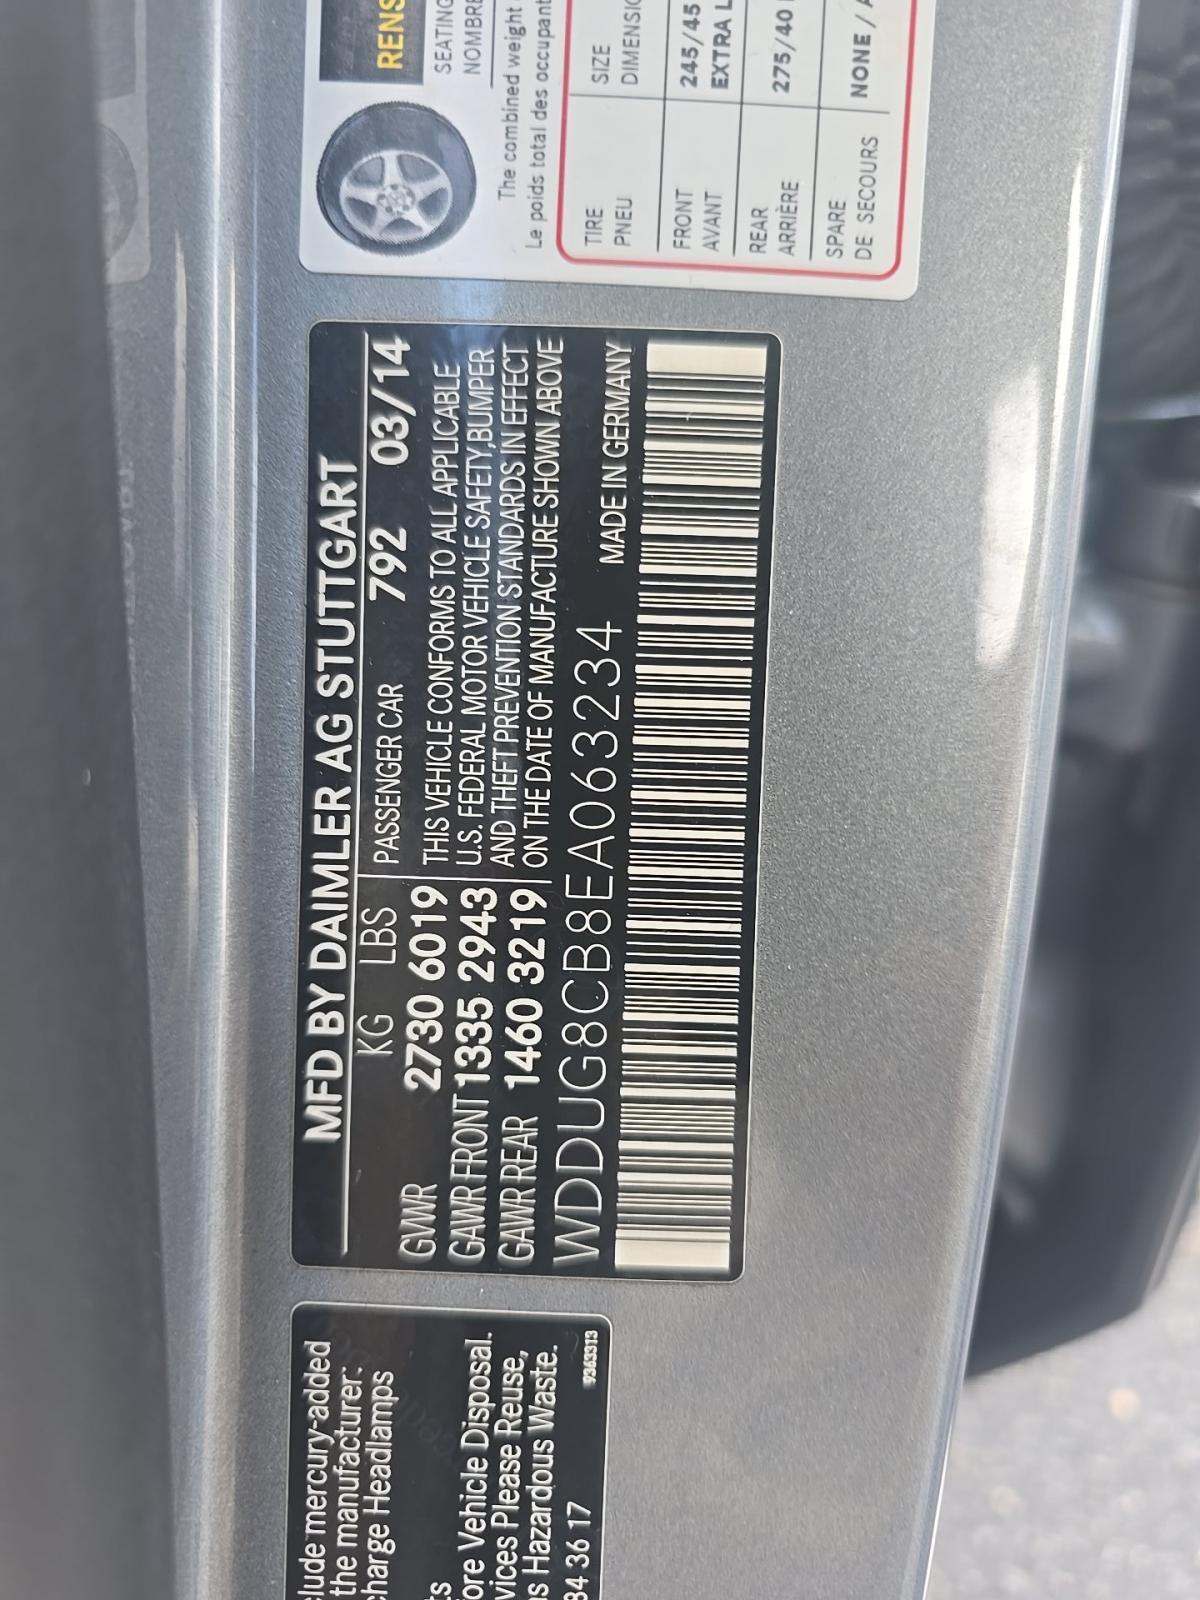 MFD BY DAIMLER AG STUTTGART
KG LBS
PASSENGER CAR 792 03/14
GVWR 2730 6019
GAWR FRONT 1335 2943
GAWR REAR 1460 3219
THIS VEHICLE CONFORMS TO ALL APPLICABLE
U.S. FEDERAL MOTOR VEHICLE SAFETY,BUMPER
AND THEFT PREVENTION STANDARDS IN EFFECT
ON THE DATE OF MANUFACTURE SHOWN ABOVE
WDDUG8CB8EA063234 MADE IN GERMANY
lude mercury-added
the manufacturer:
charge Headlamps
ts
ore Vehicle Disposal.
vices Please Reuse,
s Hazardous Waste.
84 36 17
9363313
RENS
SEATING
NOMBRE
The combined weight
Le poids total des occupant
TIRE SIZE
PNEU DIMENSIO
FRONT 245/45
AVANT EXTRA L
REAR 275/40
ARRIÈRE
SPARE NONE / A
DE SECOURS